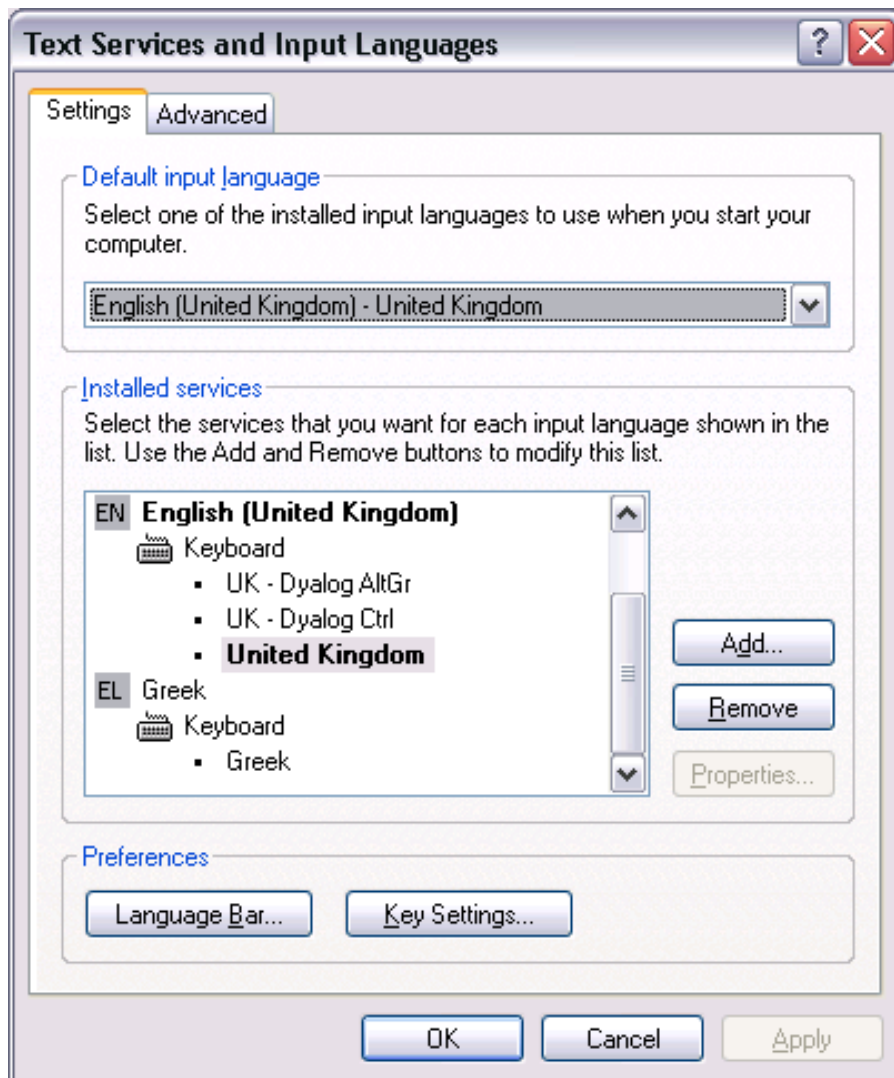 Text Services and Input Languages
Settings
Advanced
Default input language
Select one of the installed input languages to use when you start your
computer.
English (United Kingdom) - United Kingdom
Installed services
Select the services that you want for each input language shown in the
list. Use the Add and Remove buttons to modify this list.
EN English (United Kingdom)
Keyboard
▪ UK - Dyalog AltGr
▪ UK - Dyalog Ctrl
▪ United Kingdom
EL Greek
Keyboard
▪ Greek
Add...
Remove
Properties...
Preferences
Language Bar...
Key Settings...
OK
Cancel
Apply